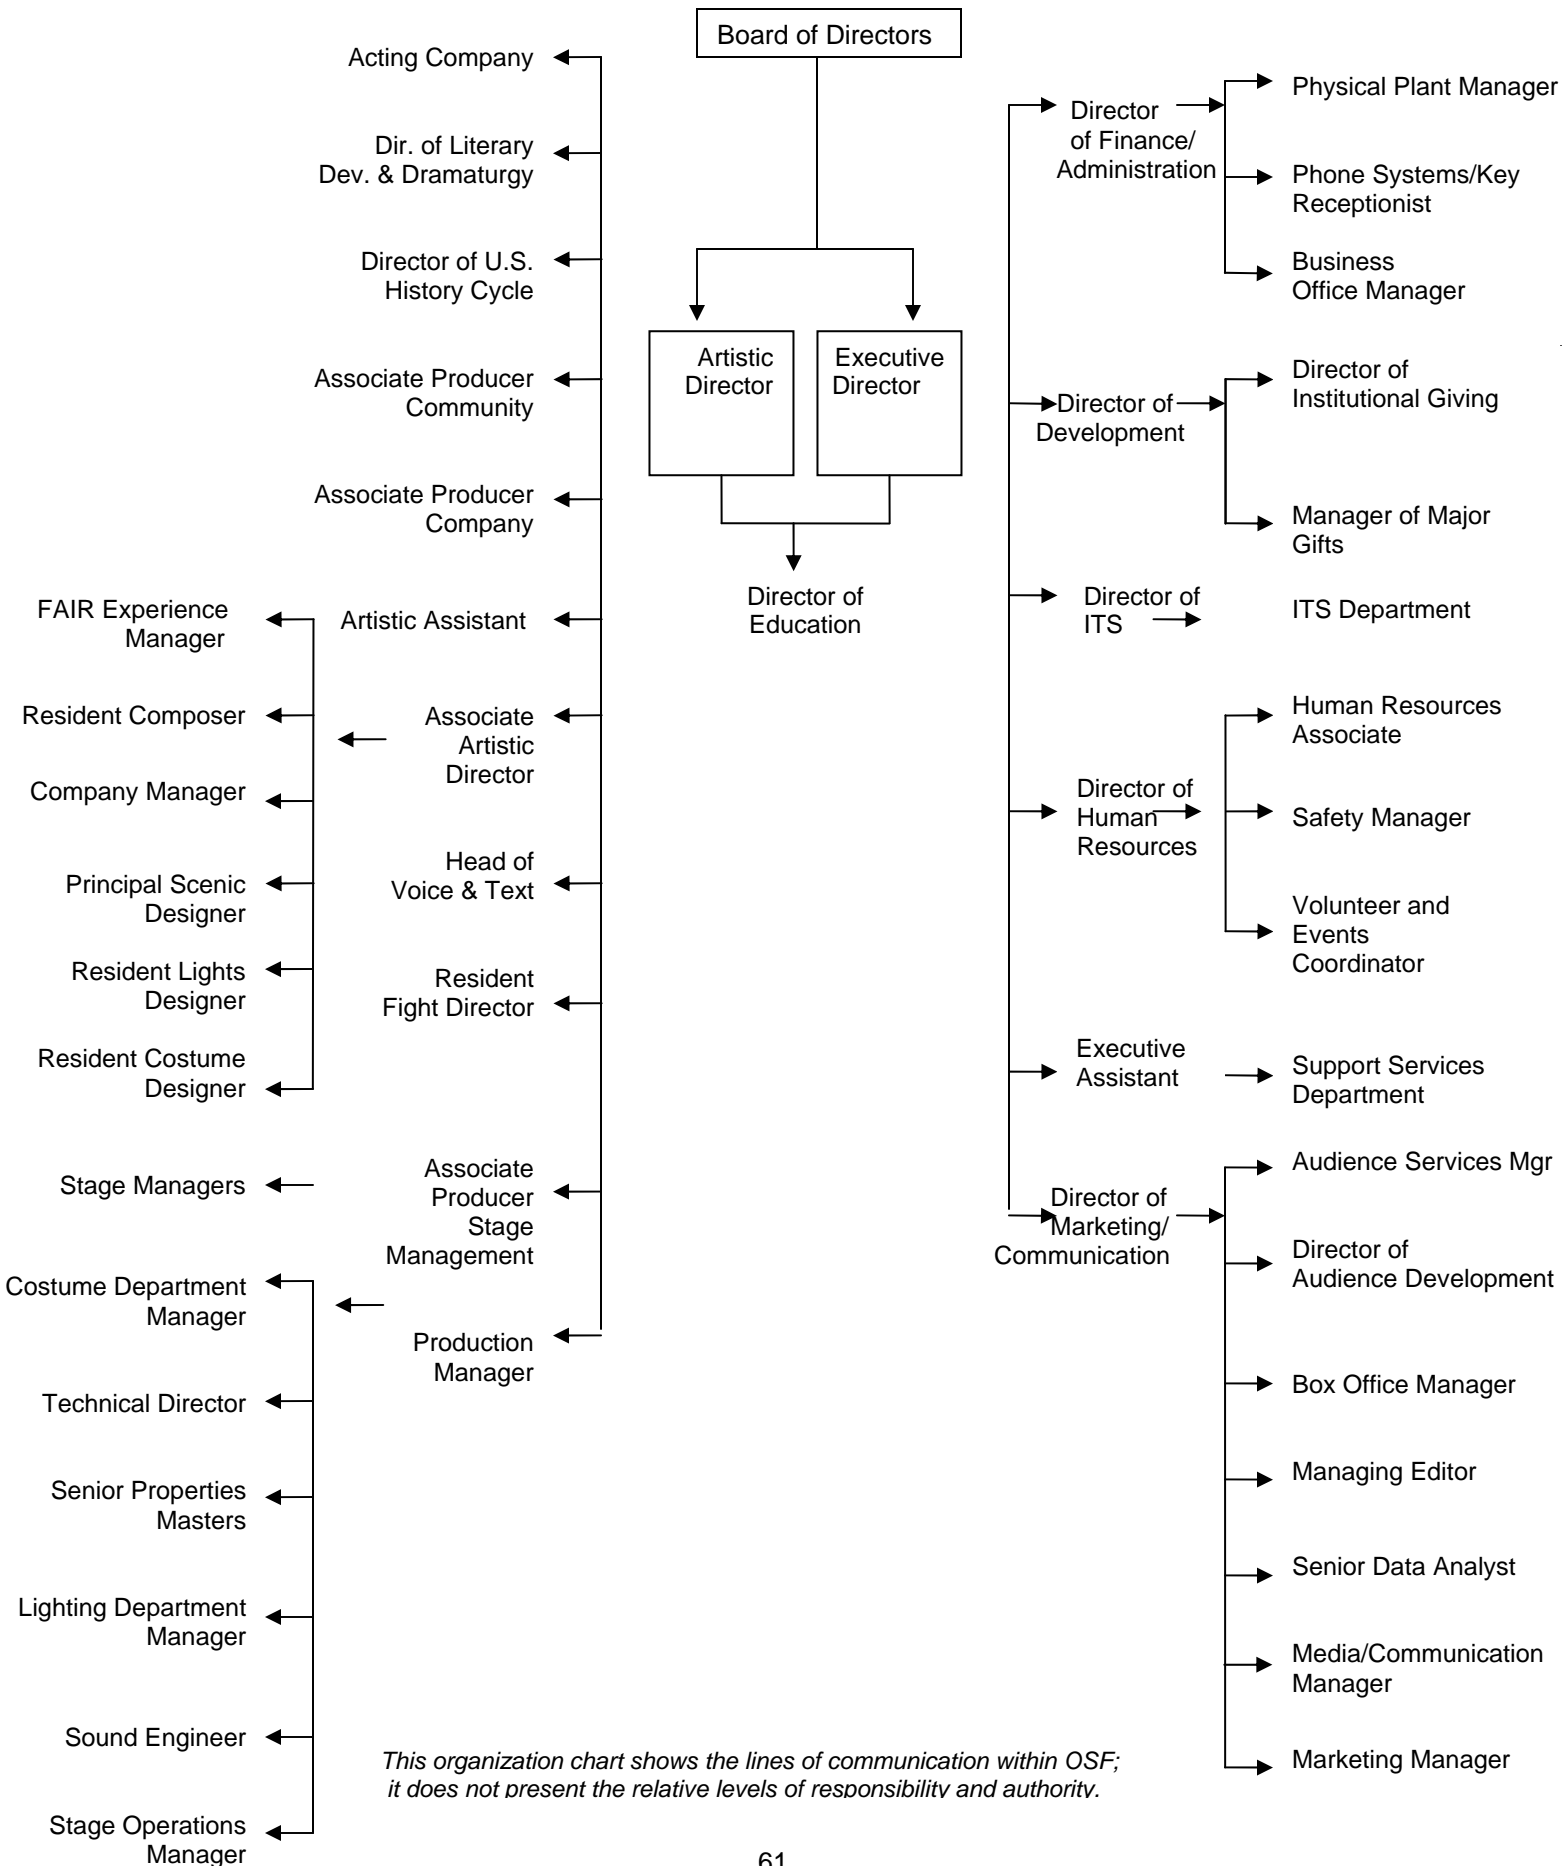 Board of Directors
Acting Company
Dir. of Literary
Dev. & Dramaturgy
Director of U.S.
History Cycle
Associate Producer
Community
Associate Producer
Company
Artistic Assistant
Associate
Artistic
Director
Head of
Voice & Text
Resident
Fight Director
Associate
Producer
Stage
Management
Production
Manager
FAIR Experience
Manager
Resident Composer
Company Manager
Principal Scenic
Designer
Resident Lights
Designer
Resident Costume
Designer
Stage Managers
Costume Department
Manager
Technical Director
Senior Properties
Masters
Lighting Department
Manager
Sound Engineer
Stage Operations
Manager
Artistic
Director
Executive
Director
Director of
Education
Director
of Finance/
Administration
Director of
Development
Director of
ITS
Director of
Human
Resources
Executive
Assistant
Director of
Marketing/
Communication
Physical Plant Manager
Phone Systems/Key
Receptionist
Business
Office Manager
Director of
Institutional Giving
Manager of Major
Gifts
ITS Department
Human Resources
Associate
Safety Manager
Volunteer and
Events
Coordinator
Support Services
Department
Audience Services Mgr
Director of
Audience Development
Box Office Manager
Managing Editor
Senior Data Analyst
Media/Communication
Manager
Marketing Manager
This organization chart shows the lines of communication within OSF;
it does not present the relative levels of responsibility and authority.
61